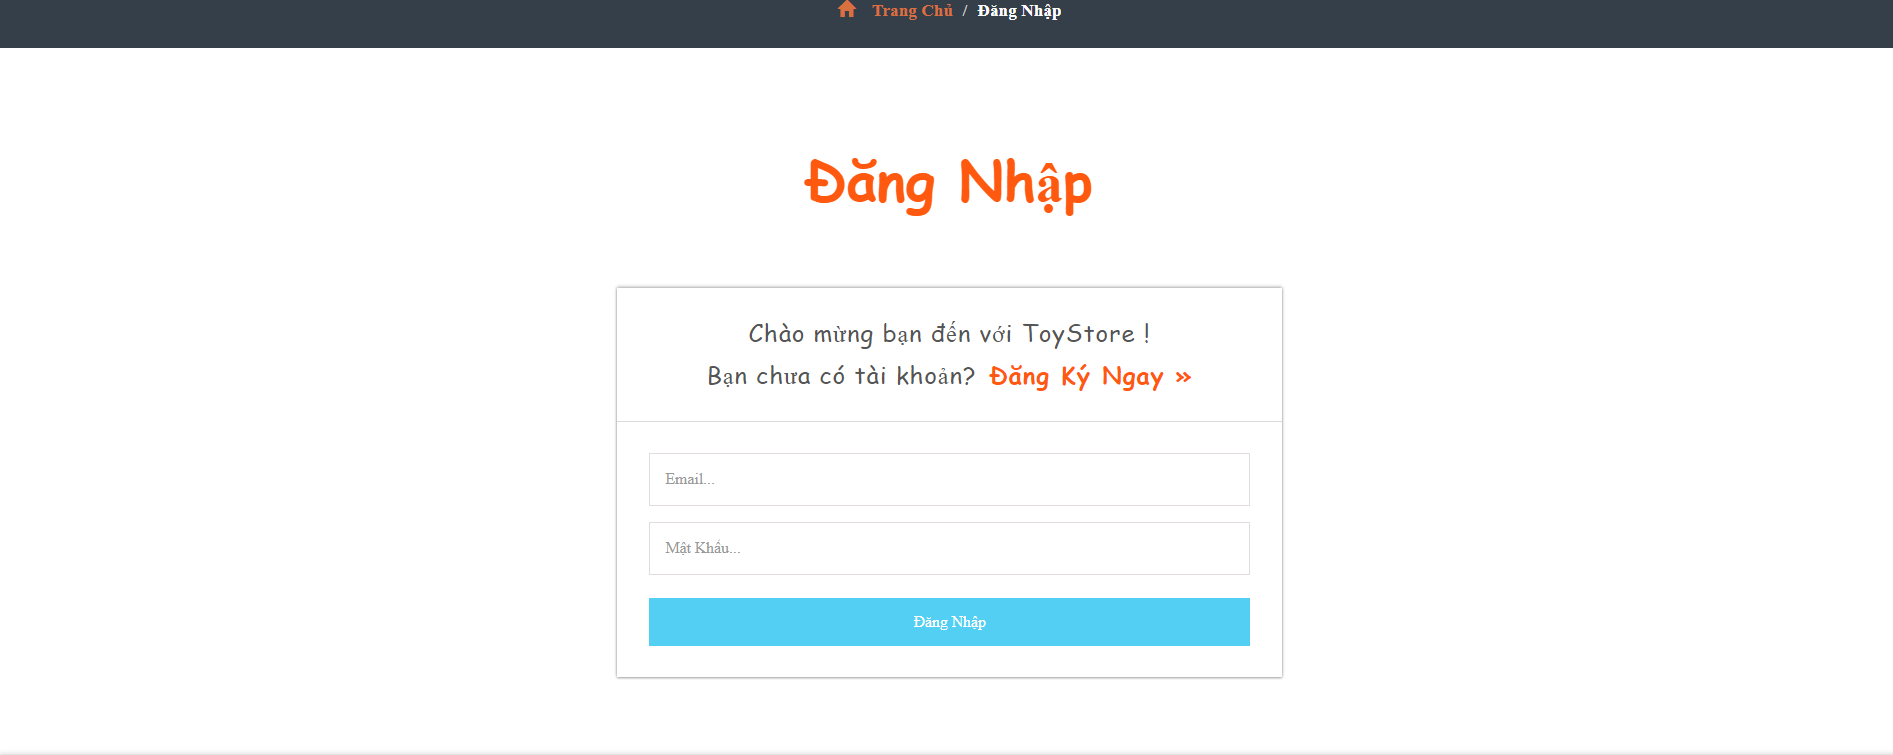 Trang Chủ / Đăng Nhập
Đăng Nhập
Chào mừng bạn đến với ToyStore !
Bạn chưa có tài khoản? Đăng Ký Ngay »
Email...
Mật Khẩu...
Đăng Nhập